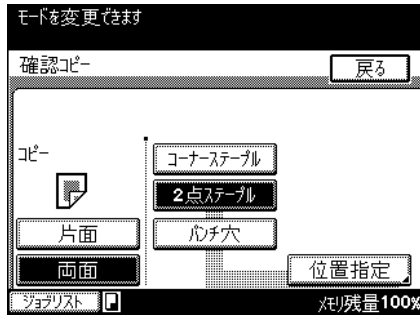 モードを変更できます
確認コピー
戻る
コピー
コーナーステープル
2点ステープル
片面
パンチ穴
両面
位置指定
ジョブリスト
メモリ残量100%